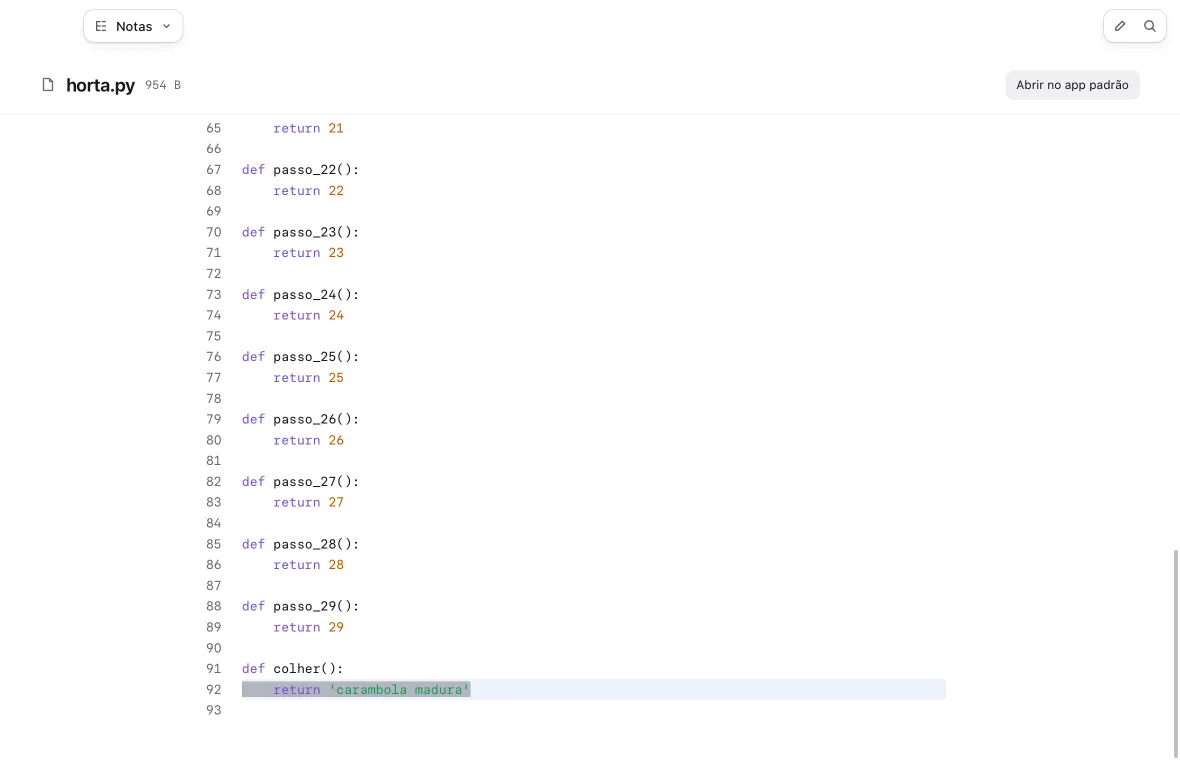 Notas
horta.py 954 B
Abrir no app padrão
65     return 21
66
67 def passo_22():
68     return 22
69
70 def passo_23():
71     return 23
72
73 def passo_24():
74     return 24
75
76 def passo_25():
77     return 25
78
79 def passo_26():
80     return 26
81
82 def passo_27():
83     return 27
84
85 def passo_28():
86     return 28
87
88 def passo_29():
89     return 29
90
91 def colher():
92     return 'carambola madura'
93